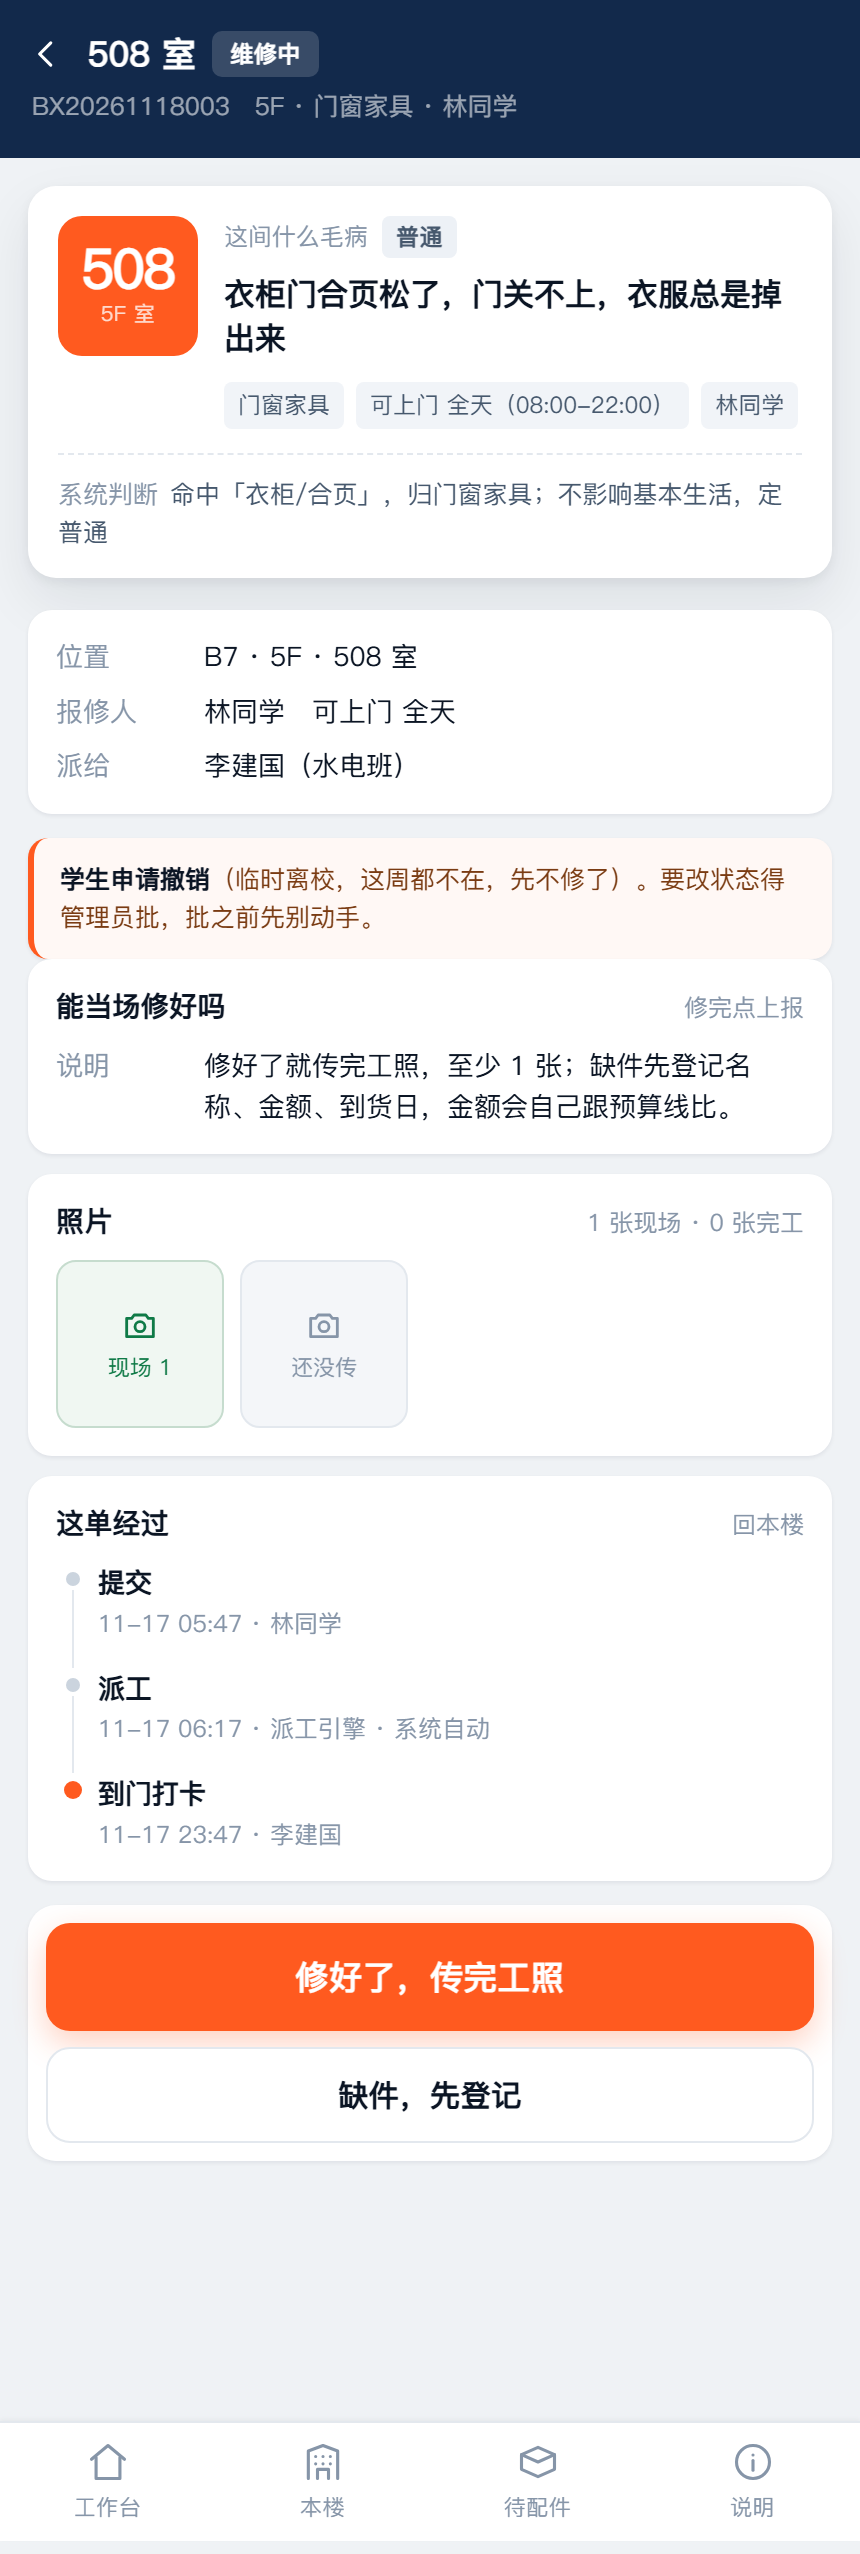 508 室 维修中
BX20261118003 5F · 门窗家具 · 林同学
508
5F 室
这间什么毛病 普通
衣柜门合页松了，门关不上，衣服总是掉
出来
门窗家具 可上门 全天（08:00–22:00） 林同学
系统判断 命中「衣柜/合页」，归门窗家具；不影响基本生活，定
普通
位置 B7 · 5F · 508 室
报修人 林同学 可上门 全天
派给 李建国（水电班）
学生申请撤销（临时离校，这周都不在，先不修了）。要改状态得
管理员批，批之前先别动手。
能当场修好吗 修完点上报
说明 修好了就传完工照，至少 1 张；缺件先登记名
称、金额、到货日，金额会自己跟预算线比。
照片 1 张现场 · 0 张完工
现场 1 还没传
这单经过 回本楼
提交
11–17 05:47 · 林同学
派工
11–17 06:17 · 派工引擎 · 系统自动
到门打卡
11–17 23:47 · 李建国
修好了，传完工照
缺件，先登记
工作台 本楼 待配件 说明